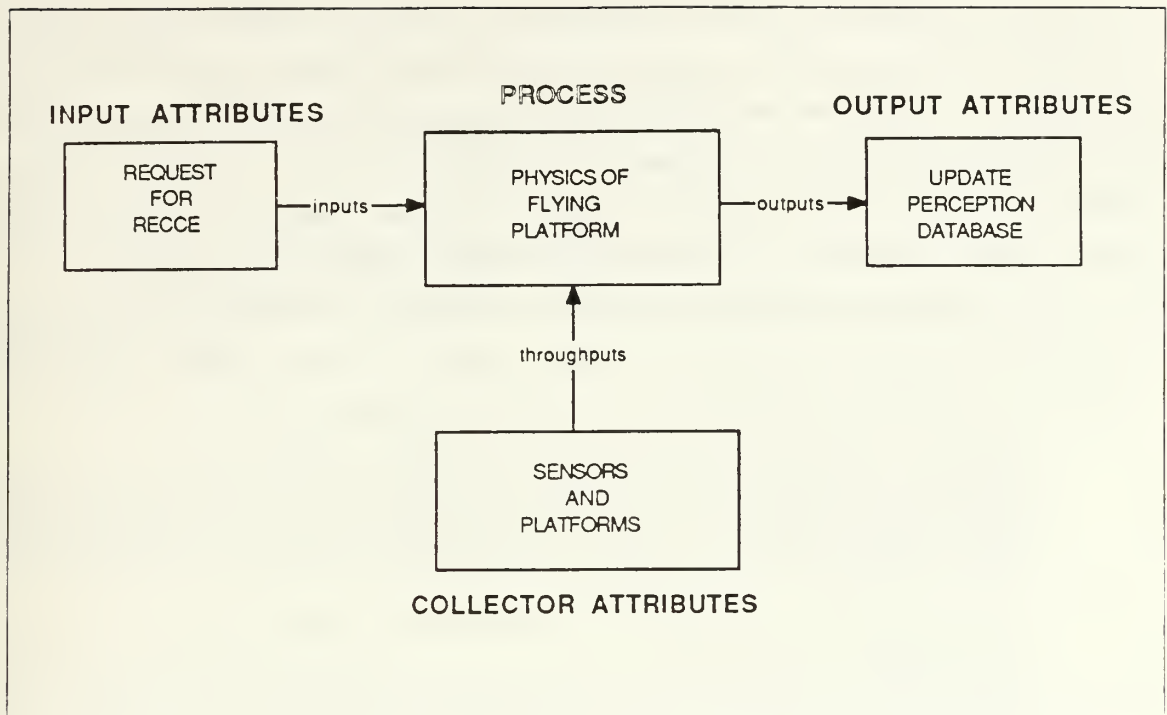 PROCESS
INPUT ATTRIBUTES
OUTPUT ATTRIBUTES
REQUEST
FOR
RECCE
inputs
PHYSICS OF
FLYING
PLATFORM
outputs
UPDATE
PERCEPTION
DATABASE
throughputs
SENSORS
AND
PLATFORMS
COLLECTOR ATTRIBUTES